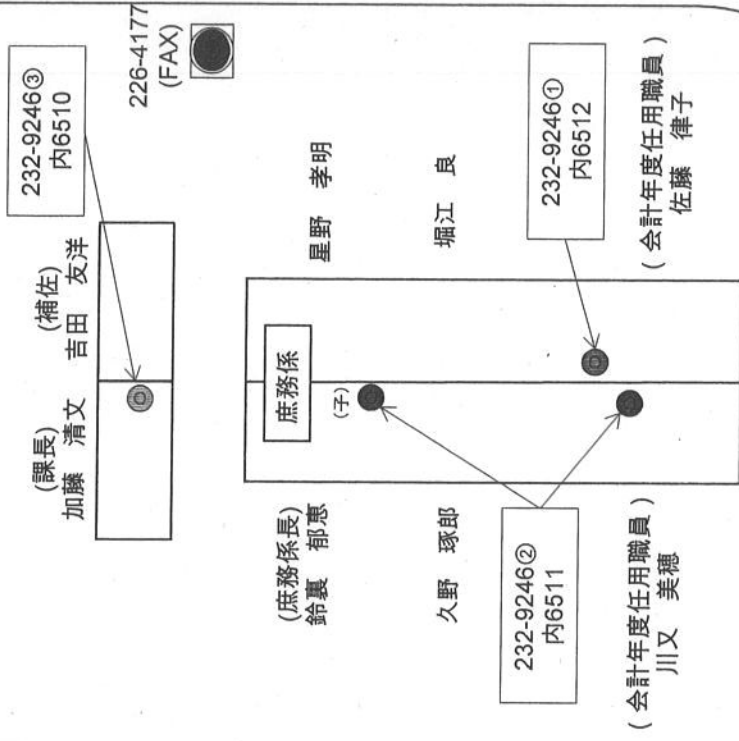 (課長)
加藤 清文
(補佐)
吉田 友洋
232-9246③
内6510
226-4177
(FAX)
庶務係
(子)
(庶務係長)
鈴裏 郁恵
星野 孝明
久野 琢郎
堀江 良
232-9246②
内6511
232-9246①
内6512
(会計年度任用職員)
川又 美穂
(会計年度任用職員)
佐藤 律子